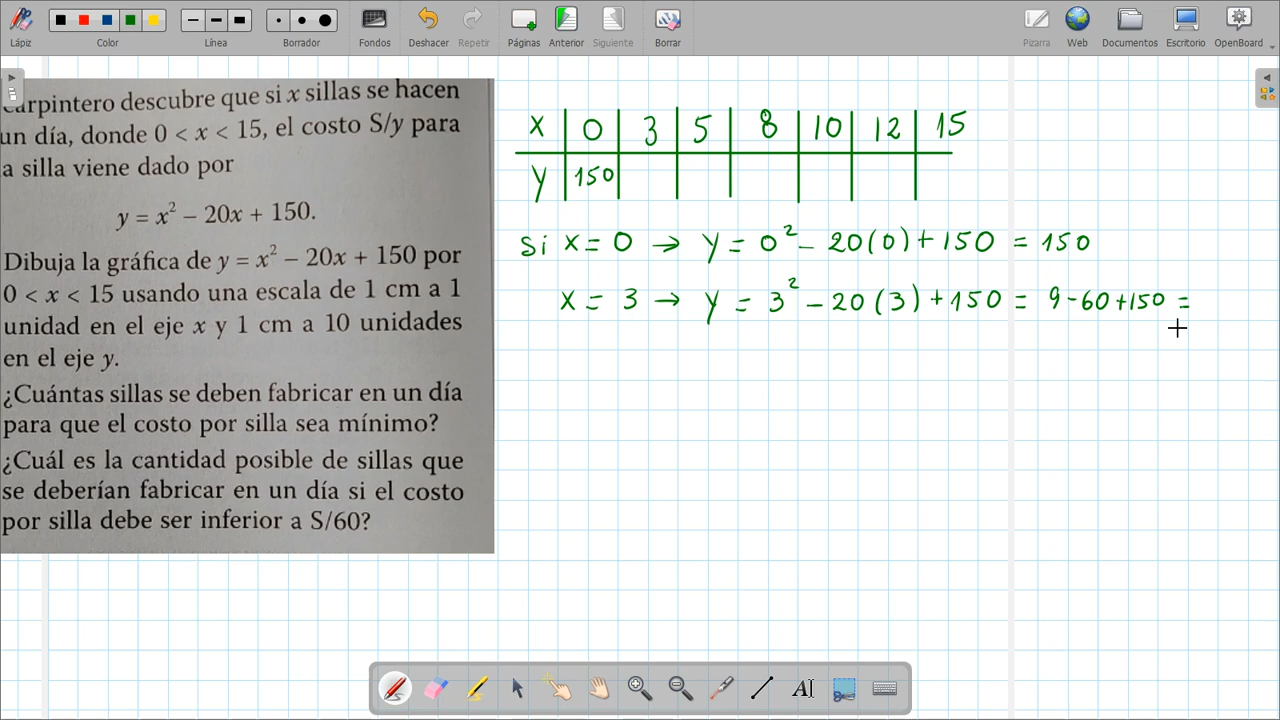 Lápiz Color Línea Borrador Fondos Deshacer Repetir Páginas Anterior Siguiente Borrar Pizarra Web Documentos Escritorio OpenBoard
carpintero descubre que si x sillas se hacen
un día, donde 0 < x < 15, el costo S/y para
a silla viene dado por
y = x² − 20x + 150.
Dibuja la gráfica de y = x² − 20x + 150 por
0 < x < 15 usando una escala de 1 cm a 1
unidad en el eje x y 1 cm a 10 unidades
en el eje y.
¿Cuántas sillas se deben fabricar en un día
para que el costo por silla sea mínimo?
¿Cuál es la cantidad posible de sillas que
se deberían fabricar en un día si el costo
por silla debe ser inferior a S/60?
x 0 3 5 8 10 12 15
y 150
Si x = 0 → y = 0² − 20(0) + 150 = 150
x = 3 → y = 3² − 20(3) + 150 = 9 − 60 + 150 =
AI